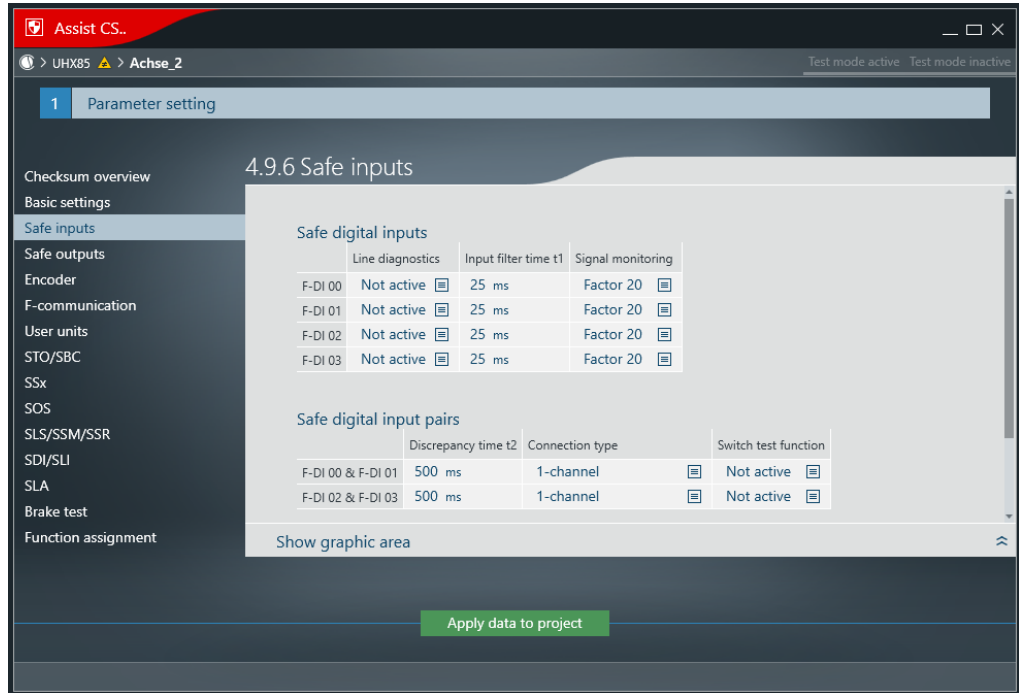 Assist CS..
> UHX85 > Achse_2
Test mode active Test mode inactive
1 Parameter setting
Checksum overview
Basic settings
Safe inputs
Safe outputs
Encoder
F-communication
User units
STO/SBC
SSx
SOS
SLS/SSM/SSR
SDI/SLI
SLA
Brake test
Function assignment
4.9.6 Safe inputs
Safe digital inputs
Line diagnostics Input filter time t1 Signal monitoring
F-DI 00 Not active 25 ms Factor 20
F-DI 01 Not active 25 ms Factor 20
F-DI 02 Not active 25 ms Factor 20
F-DI 03 Not active 25 ms Factor 20
Safe digital input pairs
Discrepancy time t2 Connection type Switch test function
F-DI 00 & F-DI 01 500 ms 1-channel Not active
F-DI 02 & F-DI 03 500 ms 1-channel Not active
Show graphic area
Apply data to project